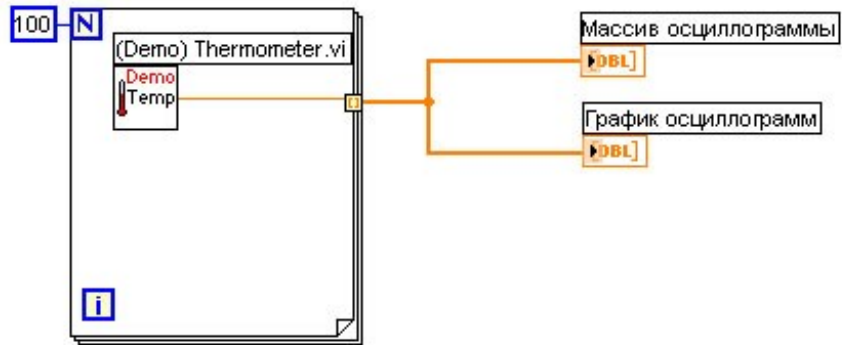 100
N
(Demo) Thermometer.vi
Demo
Temp
i
Массив осциллограммы
DBL]
График осциллограмм
DBL]